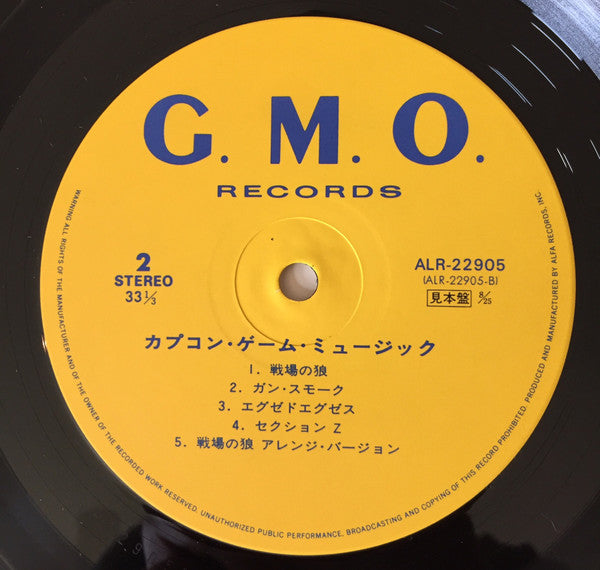 G. M. O.
RECORDS
2
STEREO
33 1/3
ALR-22905
(ALR-22905-B)
見本盤 8/25
カプコン・ゲーム・ミュージック
1. 戦場の狼
2. ガン・スモーク
3. エグゼドエグゼス
4. セクション Z
5. 戦場の狼 アレンジ・バージョン
WARNING: ALL RIGHTS OF THE MANUFACTURER AND OF THE OWNER OF THE RECORDED WORK RESERVED. UNAUTHORIZED PUBLIC PERFORMANCE, BROADCASTING AND COPYING OF THIS RECORD PROHIBITED. PRODUCED AND MANUFACTURED BY ALFA RECORDS, INC.